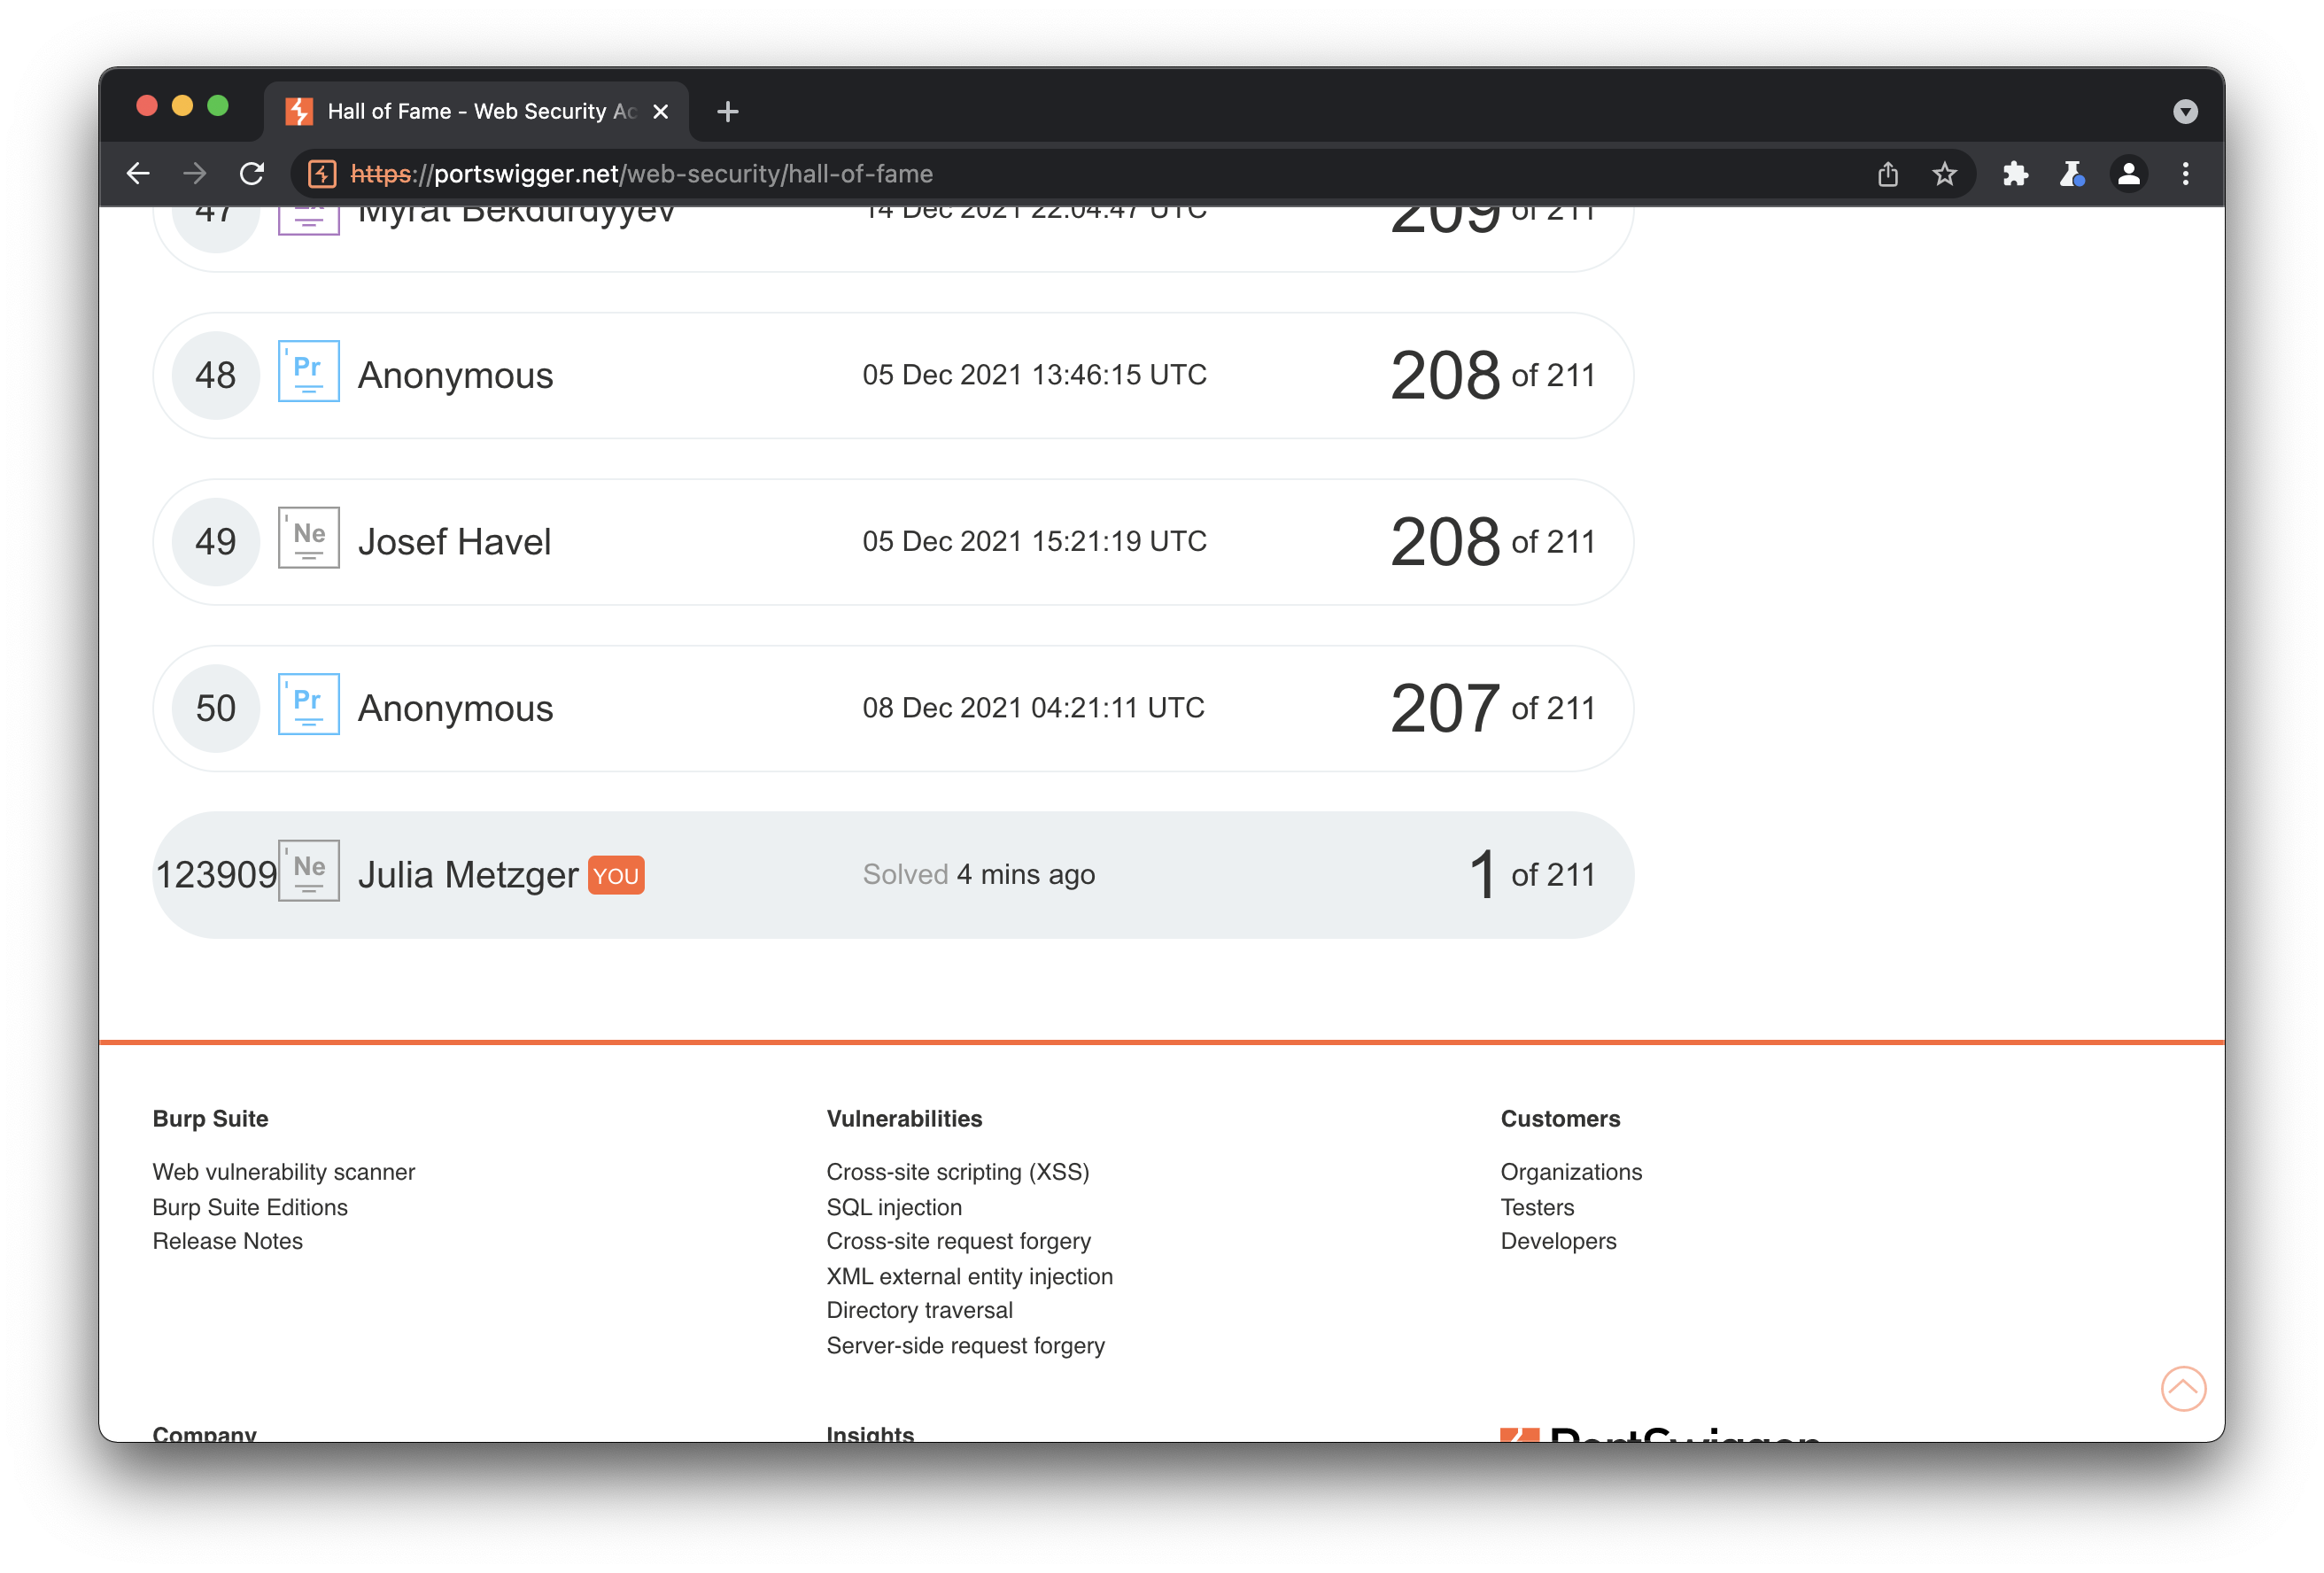 Hall of Fame - Web Security Ac
https://portswigger.net/web-security/hall-of-fame
47 Myrat Bekdurdyyev 14 Dec 2021 22:04:47 UTC 209 of 211
48 Pr Anonymous 05 Dec 2021 13:46:15 UTC 208 of 211
49 Ne Josef Havel 05 Dec 2021 15:21:19 UTC 208 of 211
50 Pr Anonymous 08 Dec 2021 04:21:11 UTC 207 of 211
123909 Ne Julia Metzger YOU Solved 4 mins ago 1 of 211
Burp Suite
Web vulnerability scanner
Burp Suite Editions
Release Notes
Vulnerabilities
Cross-site scripting (XSS)
SQL injection
Cross-site request forgery
XML external entity injection
Directory traversal
Server-side request forgery
Customers
Organizations
Testers
Developers
Company
Insights
PortSwigger